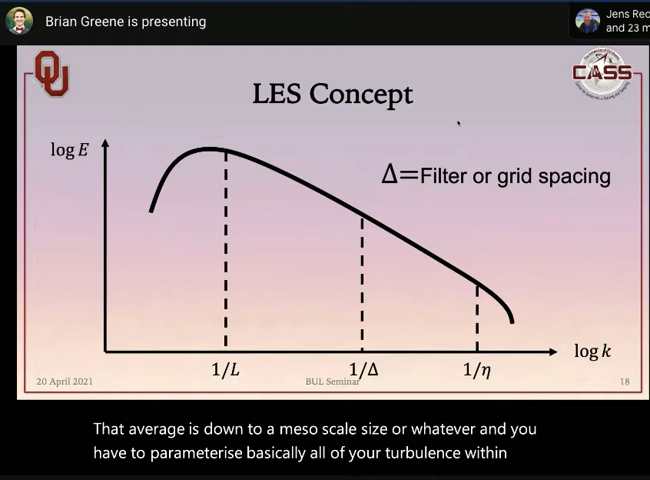 Brian Greene is presenting
Jens Red
and 23 m
OU
CASS
LES Concept
log E
Δ=Filter or grid spacing
log k
1/L
1/Δ
1/η
20 April 2021
BUL Seminar
18
That average is down to a meso scale size or whatever and you
have to parameterise basically all of your turbulence within